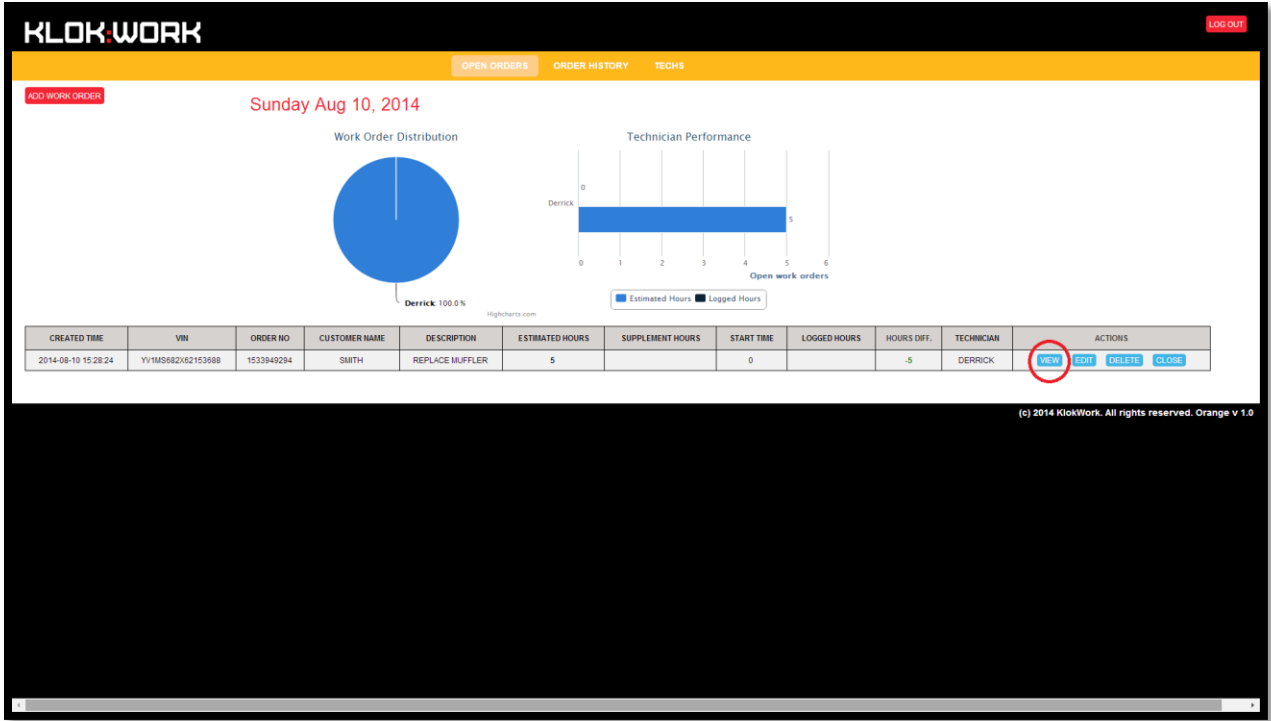 KLOK:WORK
LOG OUT
OPEN ORDERS ORDER HISTORY TECHS
ADD WORK ORDER
Sunday Aug 10, 2014
Work Order Distribution
Derrick: 100.0 %
Technician Performance
0
Derrick
5
0 1 2 3 4 5 6
Open work orders
Estimated Hours Logged Hours
Highcharts.com
CREATED TIME VIN ORDER NO CUSTOMER NAME DESCRIPTION ESTIMATED HOURS SUPPLEMENT HOURS START TIME LOGGED HOURS HOURS DIFF. TECHNICIAN ACTIONS
2014-08-10 15:28:24 YV1MS682X62153688 1533949294 SMITH REPLACE MUFFLER 5 0 -5 DERRICK VIEW EDIT DELETE CLOSE
(c) 2014 KlokWork. All rights reserved. Orange v 1.0